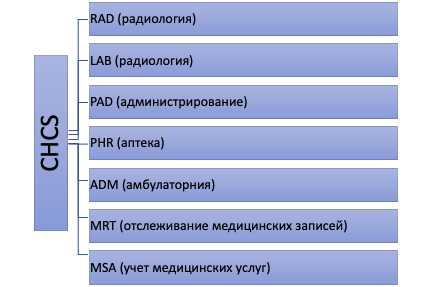 CHCS
RAD (радиология)
LAB (радиология)
PAD (администрирование)
PHR (аптека)
ADM (амбулаторния)
MRT (отслеживание медицинских записей)
MSA (учет медицинских услуг)